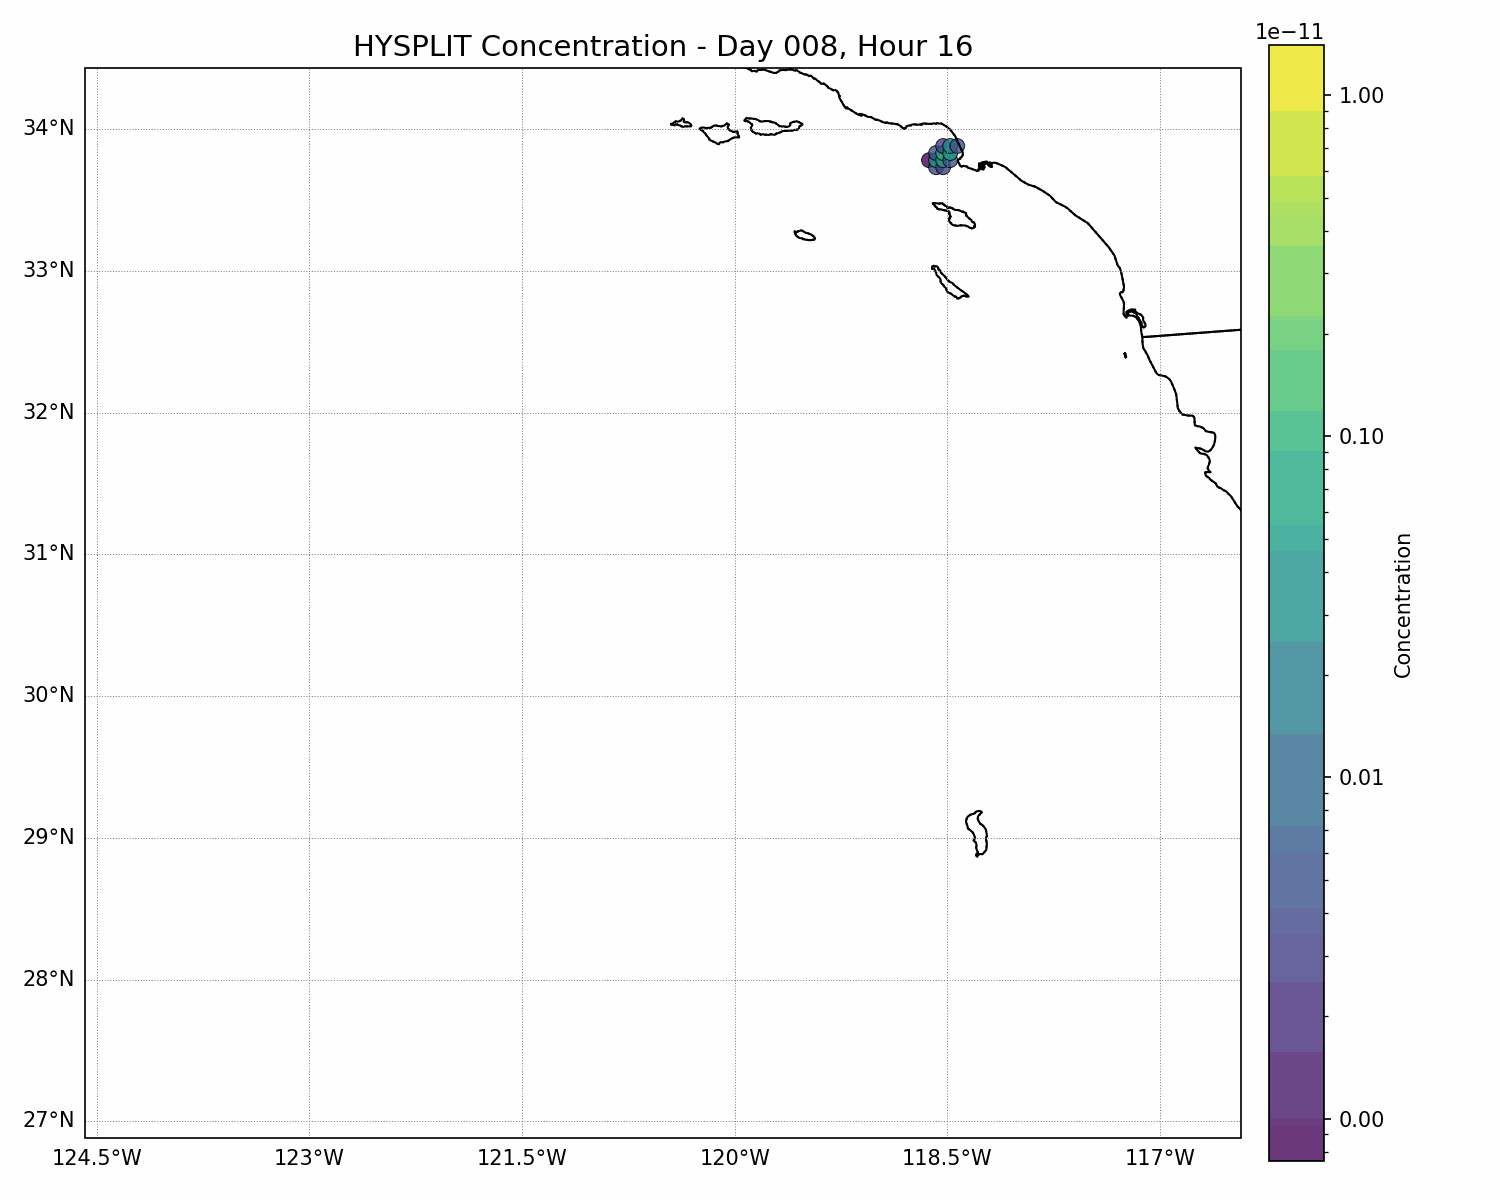 HYSPLIT Concentration - Day 008, Hour 16
1e−11
34°N
33°N
32°N
31°N
30°N
29°N
28°N
27°N
124.5°W
123°W
121.5°W
120°W
118.5°W
117°W
1.00
0.10
0.01
0.00
Concentration